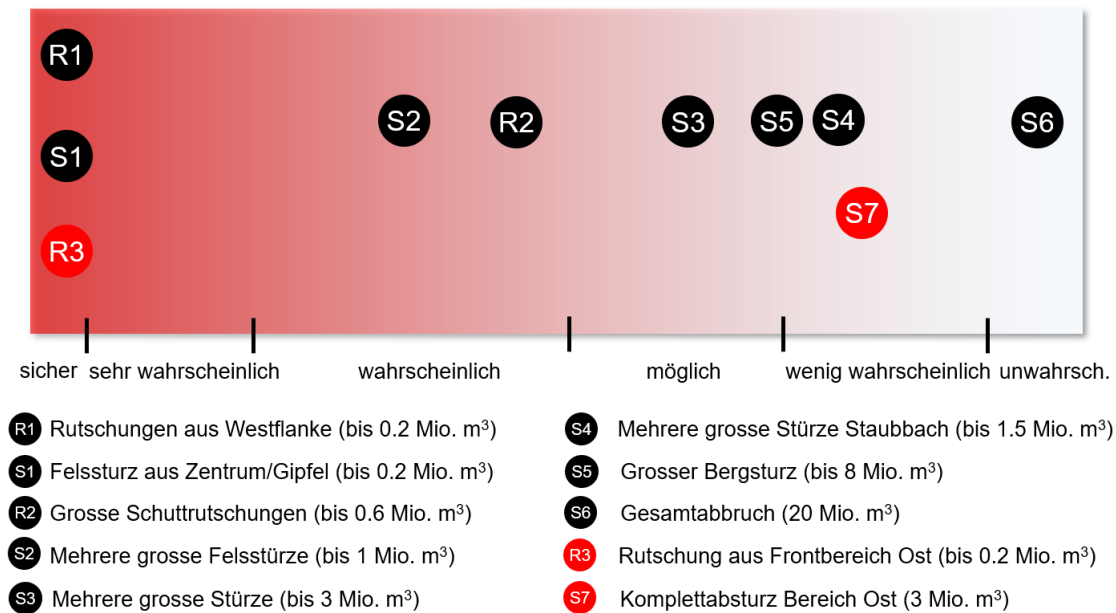 R1
S2 R2 S3 S5 S4 S6
S1
S7
R3
sicher sehr wahrscheinlich wahrscheinlich möglich wenig wahrscheinlich unwahrsch.
R1 Rutschungen aus Westflanke (bis 0.2 Mio. m³)
S1 Felssturz aus Zentrum/Gipfel (bis 0.2 Mio. m³)
R2 Grosse Schuttrutschungen (bis 0.6 Mio. m³)
S2 Mehrere grosse Felsstürze (bis 1 Mio. m³)
S3 Mehrere grosse Stürze (bis 3 Mio. m³)
S4 Mehrere grosse Stürze Staubbach (bis 1.5 Mio. m³)
S5 Grosser Bergsturz (bis 8 Mio. m³)
S6 Gesamtabbruch (20 Mio. m³)
R3 Rutschung aus Frontbereich Ost (bis 0.2 Mio. m³)
S7 Komplettabsturz Bereich Ost (3 Mio. m³)